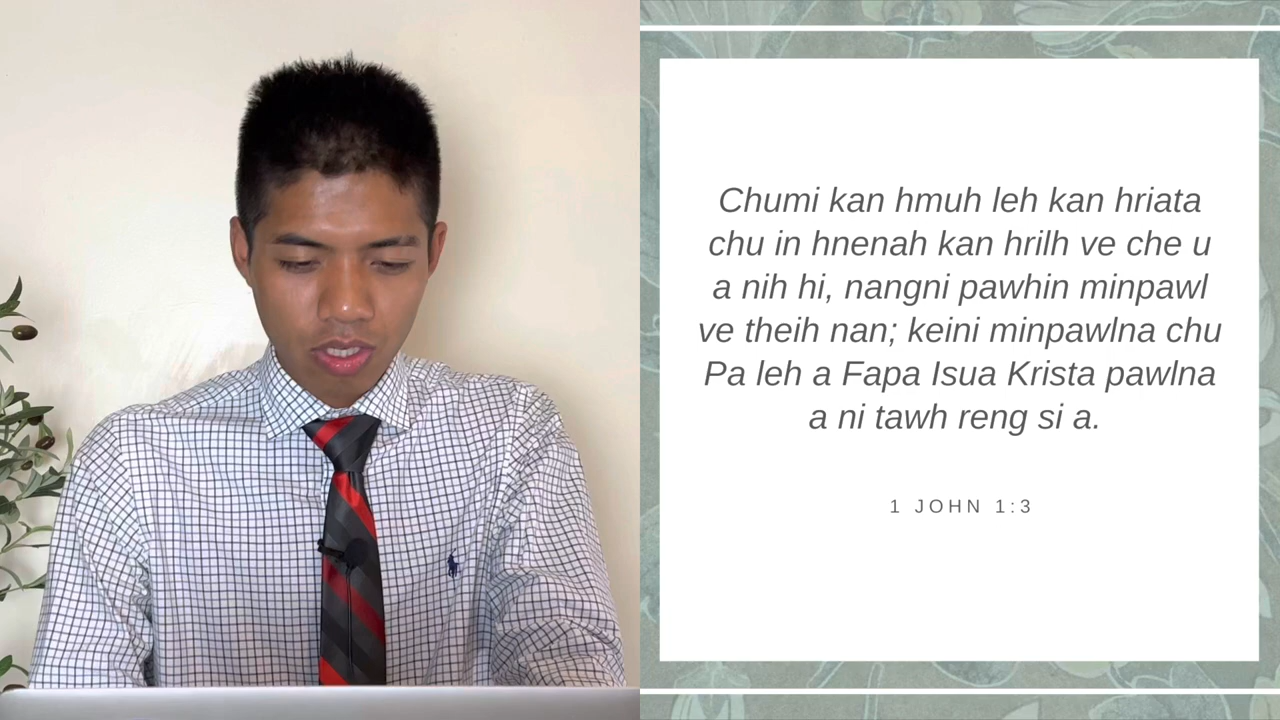 Chumi kan hmuh leh kan hriata
chu in hnenah kan hrilh ve che u
a nih hi, nangni pawhin minpawl
ve theih nan; keini minpawlna chu
Pa leh a Fapa Isua Krista pawlna
a ni tawh reng si a.
1 JOHN 1:3